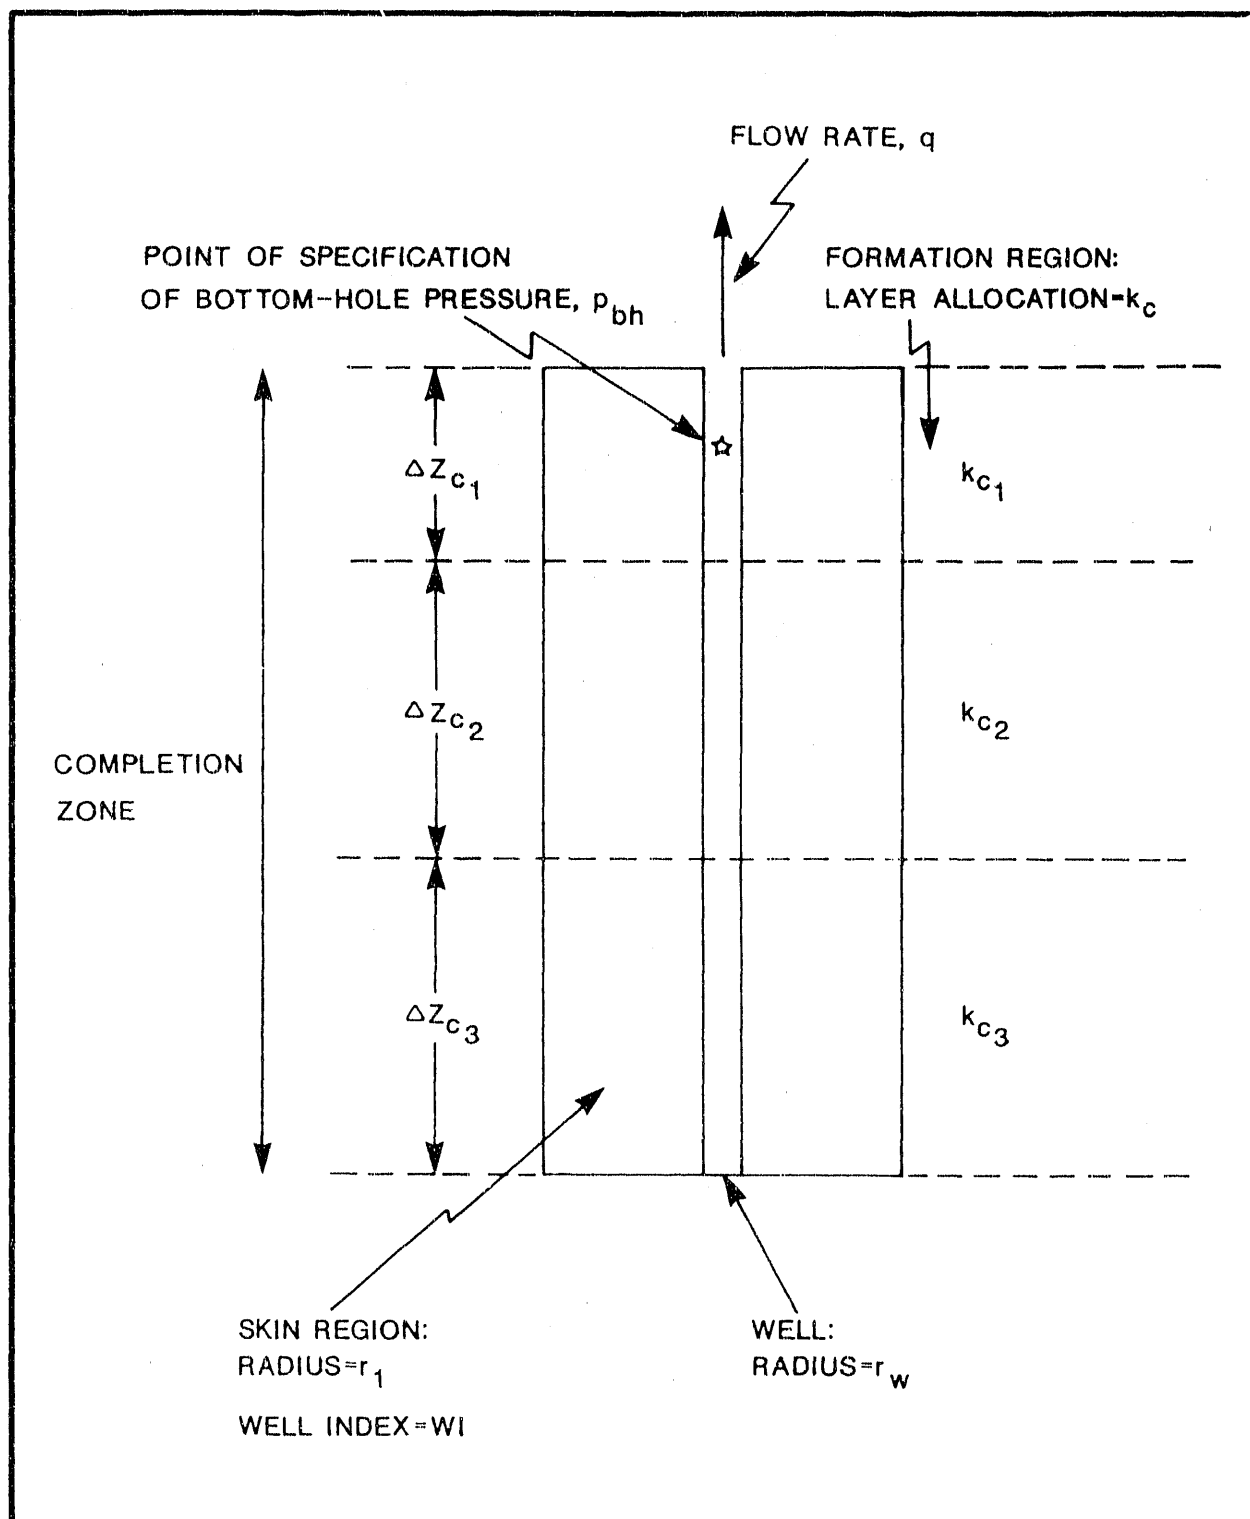 FLOW RATE, q
POINT OF SPECIFICATION
OF BOTTOM-HOLE PRESSURE, p_bh
FORMATION REGION:
LAYER ALLOCATION=k_c
ΔZ_c1
k_c1
ΔZ_c2
k_c2
COMPLETION
ZONE
ΔZ_c3
k_c3
SKIN REGION:
RADIUS=r_1
WELL INDEX=WI
WELL:
RADIUS=r_w